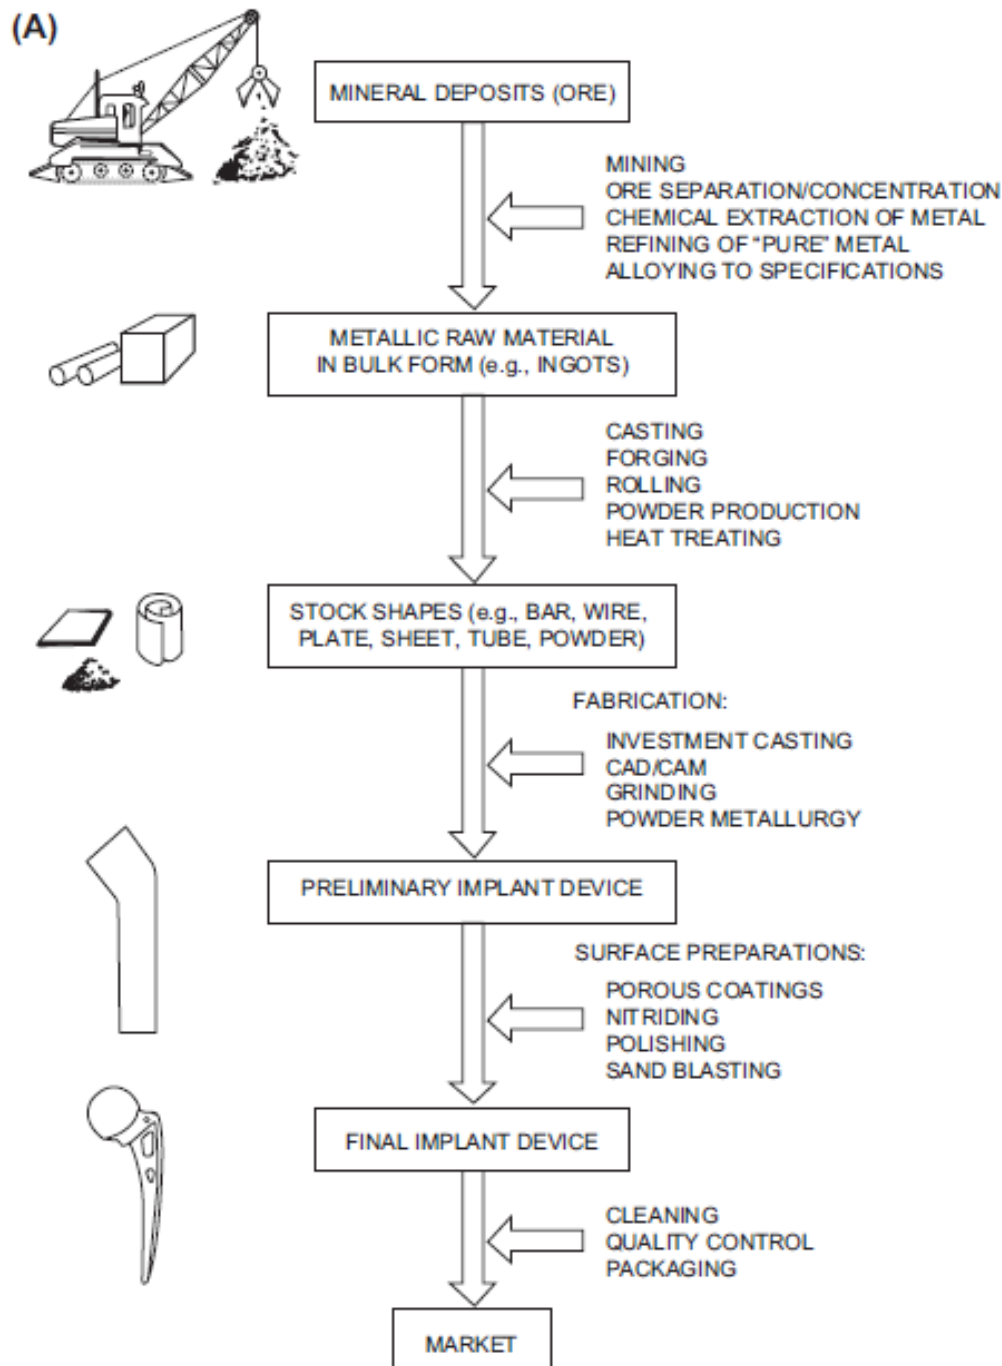 (A)
MINERAL DEPOSITS (ORE)
MINING
ORE SEPARATION/CONCENTRATION
CHEMICAL EXTRACTION OF METAL
REFINING OF “PURE” METAL
ALLOYING TO SPECIFICATIONS
METALLIC RAW MATERIAL
IN BULK FORM (e.g., INGOTS)
CASTING
FORGING
ROLLING
POWDER PRODUCTION
HEAT TREATING
STOCK SHAPES (e.g., BAR, WIRE,
PLATE, SHEET, TUBE, POWDER)
FABRICATION:
INVESTMENT CASTING
CAD/CAM
GRINDING
POWDER METALLURGY
PRELIMINARY IMPLANT DEVICE
SURFACE PREPARATIONS:
POROUS COATINGS
NITRIDING
POLISHING
SAND BLASTING
FINAL IMPLANT DEVICE
CLEANING
QUALITY CONTROL
PACKAGING
MARKET